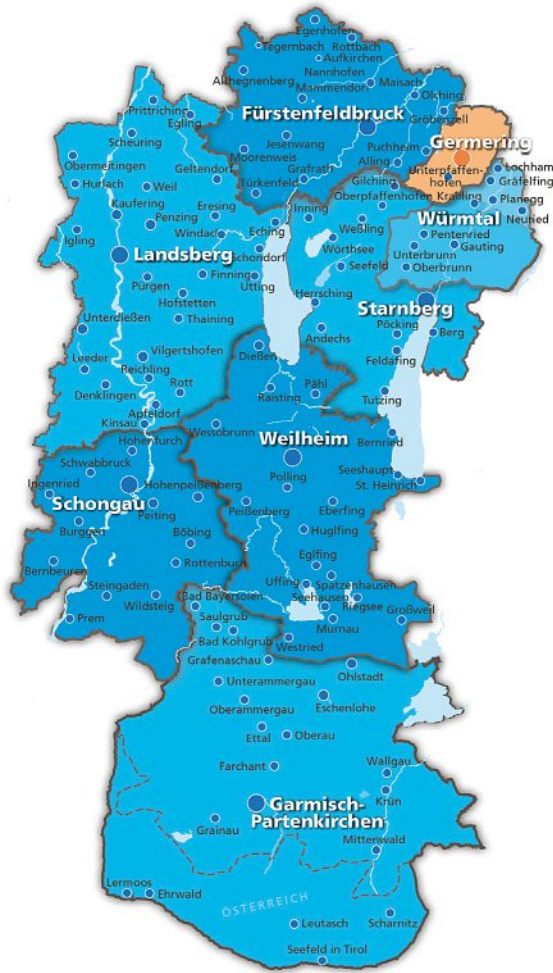 Egenhofen
Tegernbach
Rottbach
Aufkirchen
Althegnenberg
Nannhofen
Mammendorf
Maisach
Olching
Prittriching
Egling
Fürstenfeldbruck
Gröbenzell
Scheuring
Jesenwang
Puchheim
Germering
Obermeitingen
Moorenweis
Alling
Lochham
Hurlach
Weil
Geltendorf
Grafrath
Unterpfaffen-
hofen
Gräfelfing
Türkenfeld
Gilching
Krailling
Planegg
Kaufering
Eresing
Inning
Oberpfaffenhofen
Würmtal
Neuried
Penzing
Windach
Eching
Weßling
Pentenried
Igling
Landsberg
Schondorf
Wörthsee
Unterbrunn
Gauting
Pürgen
Finning
Utting
Seefeld
Oberbrunn
Hofstetten
Herrsching
Starnberg
Unterdießen
Thaining
Andechs
Pöcking
Berg
Leeder
Vilgertshofen
Dießen
Feldafing
Reichling
Denklingen
Rott
Raisting
Pähl
Tutzing
Apfeldorf
Kinsau
Wessobrunn
Weilheim
Bernried
Hohenfurch
Schwabbruck
Seeshaupt
Ingenried
Hohenpeißenberg
Polling
St. Heinrich
Schongau
Peiting
Peißenberg
Eberfing
Burggen
Böbing
Huglfing
Bernbeuren
Rottenbuch
Eglfing
Steingaden
Uffing
Spatzenhausen
Wildsteig
Bad Bayersoien
Seehausen
Riegsee
Großweil
Prem
Saulgrub
Murnau
Bad Kohlgrub
Westried
Grafenaschau
Ohlstadt
Unterammergau
Oberammergau
Eschenlohe
Ettal
Oberau
Farchant
Wallgau
Garmisch-
Partenkirchen
Krün
Grainau
Mittenwald
Lermoos
Ehrwald
ÖSTERREICH
Leutasch
Scharnitz
Seefeld in Tirol